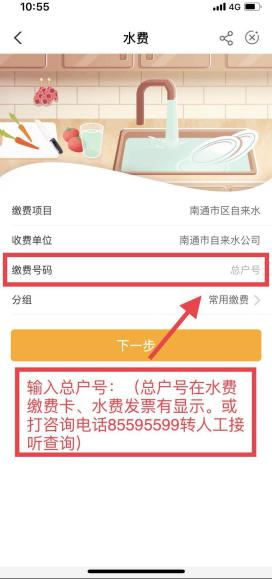 10:55
4G
水费
缴费项目 南通市区自来水
收费单位 南通市自来水公司
缴费号码 总户号
分组 常用缴费
下一步
输入总户号：（总户号在水费
缴费卡、水费发票有显示。或
打咨询电话85595599转人工接
听查询）